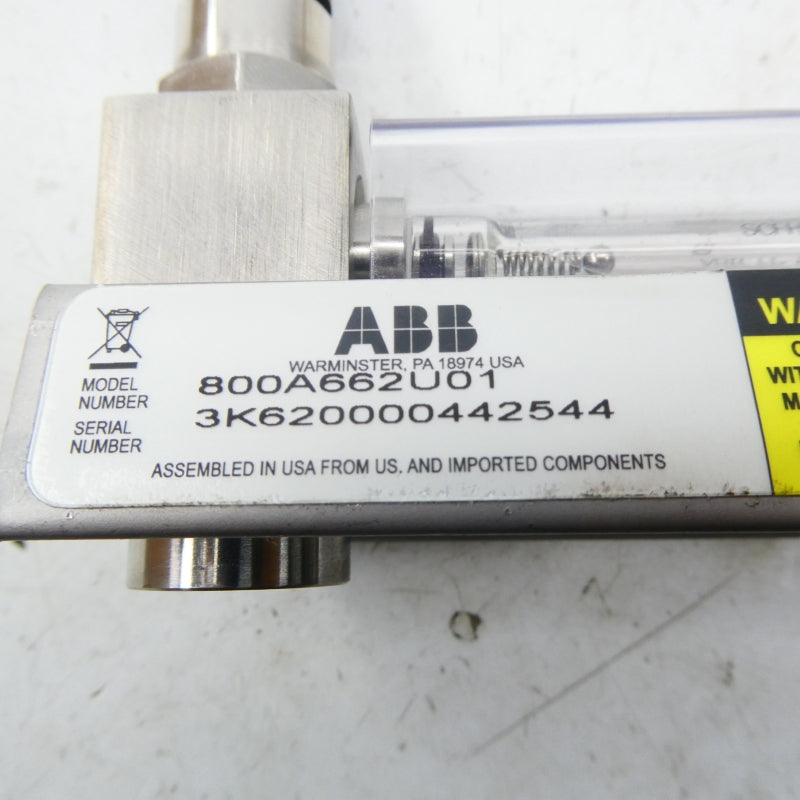 ABB
WARMINSTER, PA 18974 USA
MODEL
NUMBER
800A662U01
SERIAL
NUMBER
3K620000442544
ASSEMBLED IN USA FROM US. AND IMPORTED COMPONENTS